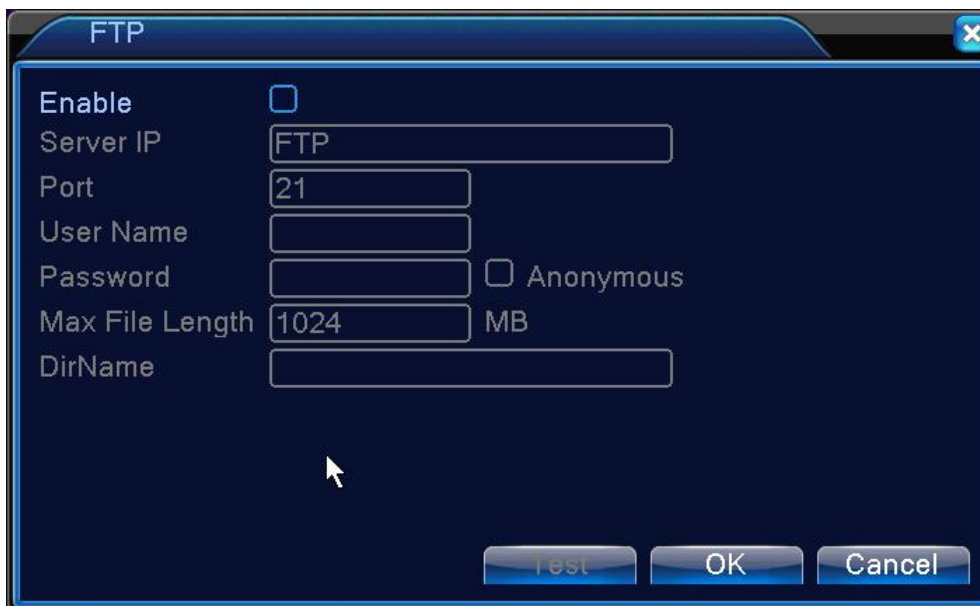 FTP
Enable
Server IP FTP
Port 21
User Name
Password Anonymous
Max File Length 1024 MB
DirName
Test OK Cancel